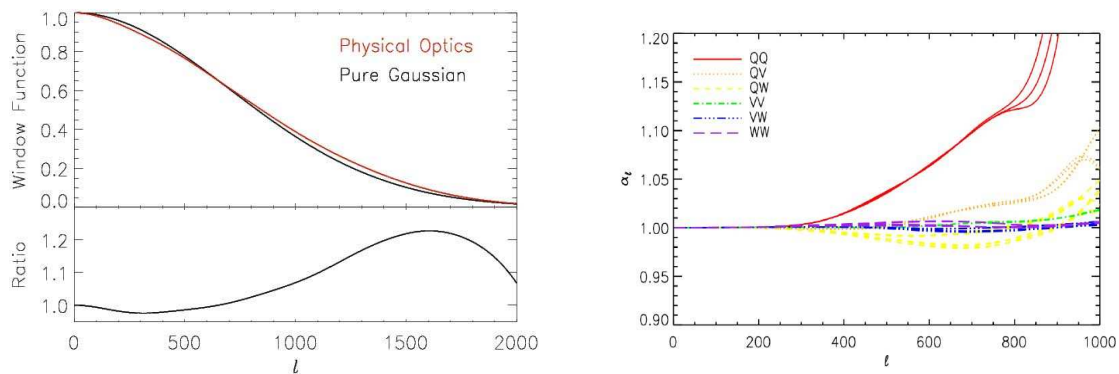 Window Function
1.0
0.8
0.6
0.4
0.2
0.0
Physical Optics
Pure Gaussian
Ratio
1.2
1.1
1.0
0 500 1000 1500 2000
l
αℓ
1.20
1.15
1.10
1.05
1.00
0.95
0.90
QQ
QV
QW
VV
VW
WW
0 200 400 600 800 1000
ℓ